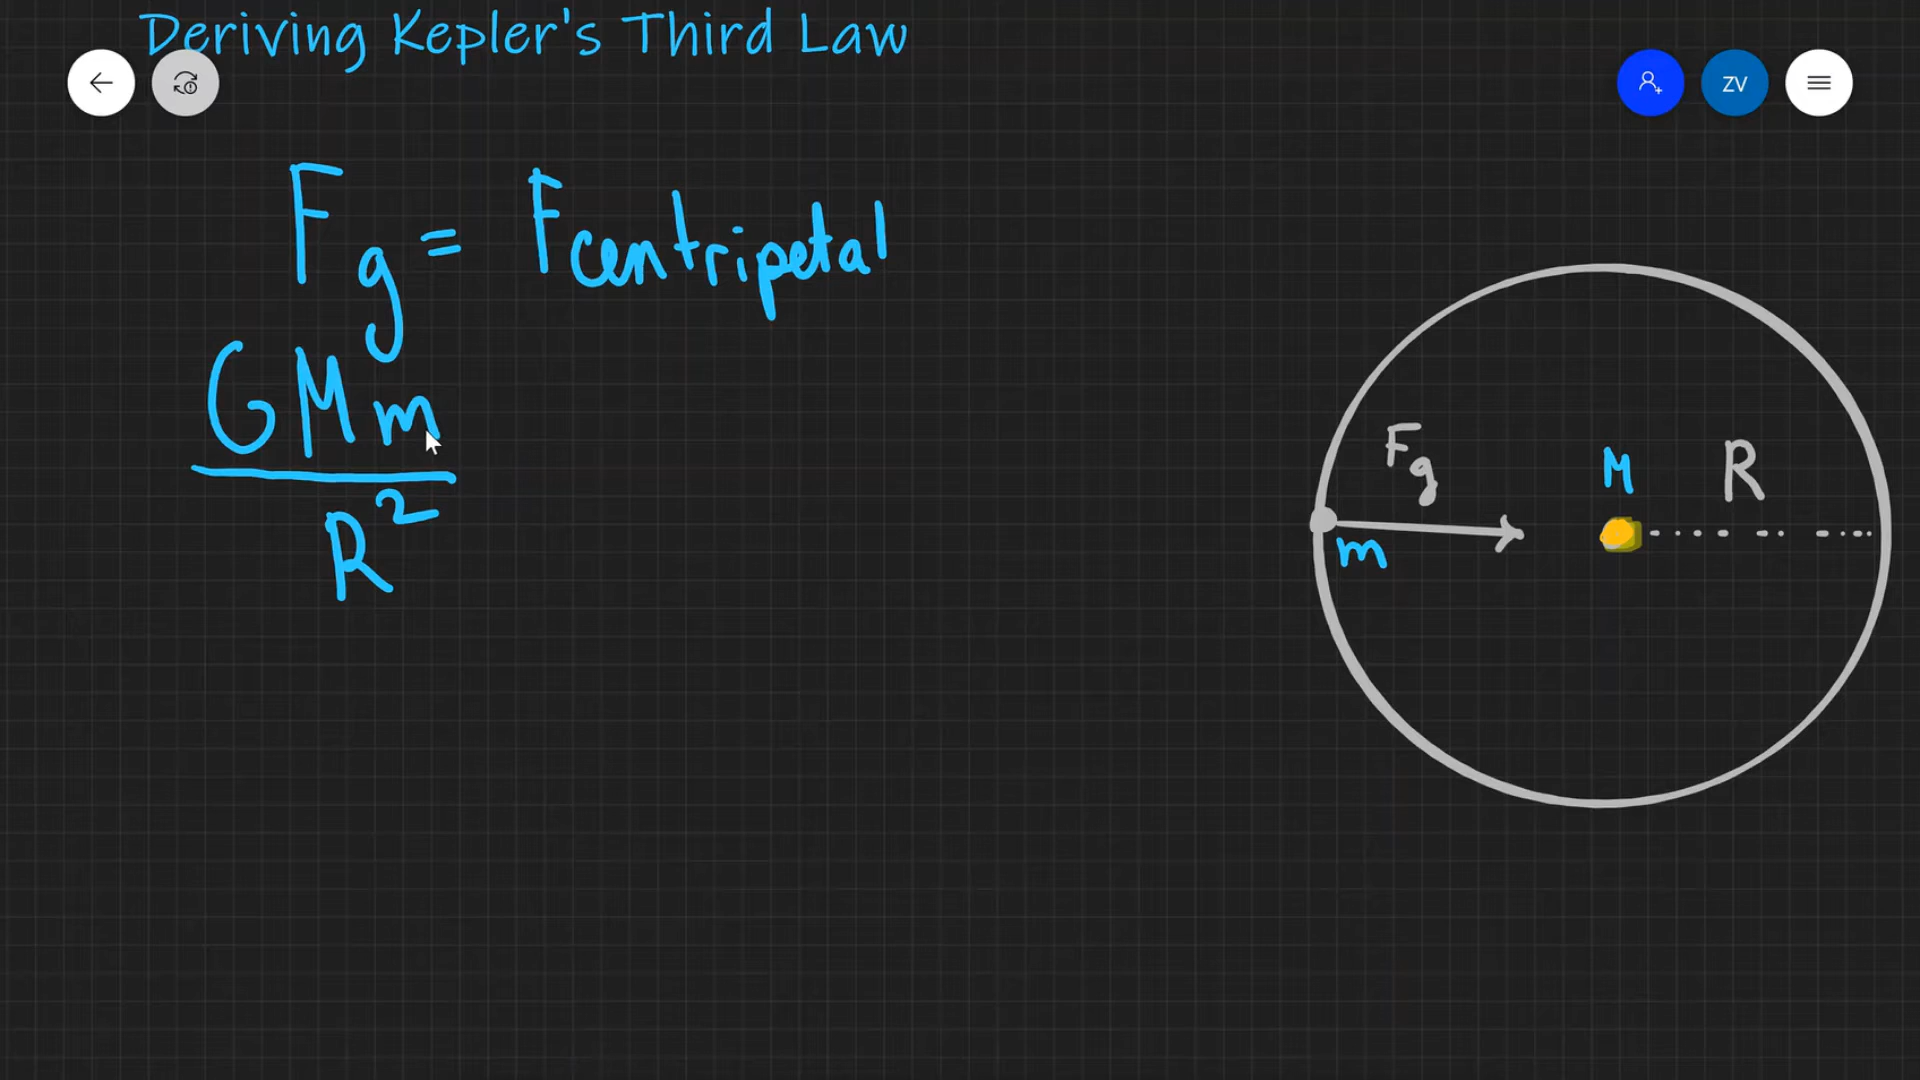 Deriving Kepler's Third Law
ZV
Fg = Fcentripetal
GMm
R²
Fg
M
R
m